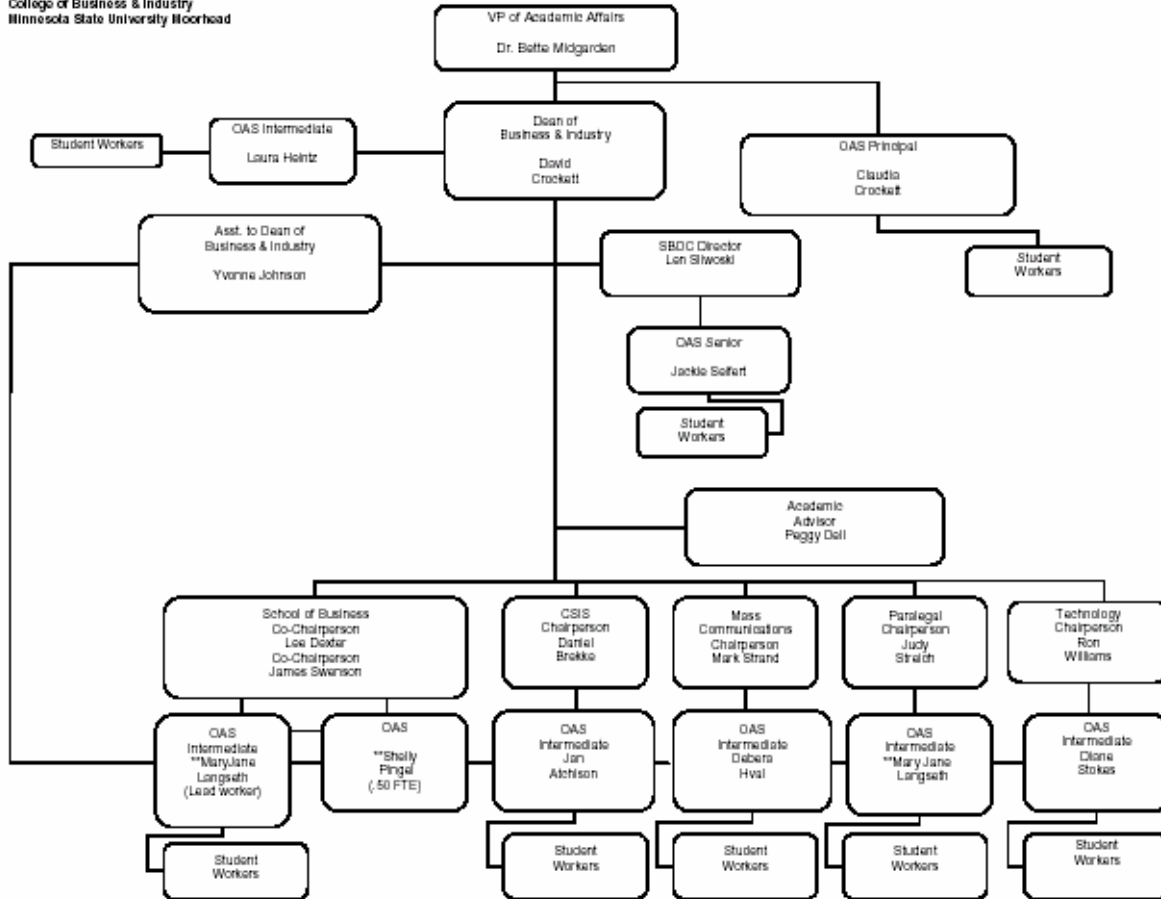 College of Business & Industry
Minnesota State University Moorhead
VP of Academic Affairs
Dr. Bette Midgarden
Dean of
Business & Industry
David
Crockett
OAS Intermediate
Laura Heintz
Student Workers
OAS Principal
Claudia
Crockett
Student
Workers
Asst. to Dean of
Business & Industry
Yvonne Johnson
SBDC Director
Len Sliwoski
OAS Senior
Jackie Seifert
Student
Workers
Academic
Advisor
Peggy Dell
School of Business
Co-Chairperson
Lee Dexter
Co-Chairperson
James Swenson
CSIS
Chairperson
Daniel
Brekke
Mass
Communications
Chairperson
Mark Strand
Paralegal
Chairperson
Judy
Streich
Technology
Chairperson
Ron
Williams
OAS
Intermediate
**MaryJane
Langseth
(Lead worker)
OAS
**Shelly
Pingel
(.50 FTE)
OAS
Intermediate
Jan
Atchison
OAS
Intermediate
Debera
Hval
OAS
Intermediate
**Mary Jane
Langseth
OAS
Intermediate
Diane
Stokes
Student
Workers
Student
Workers
Student
Workers
Student
Workers
Student
Workers